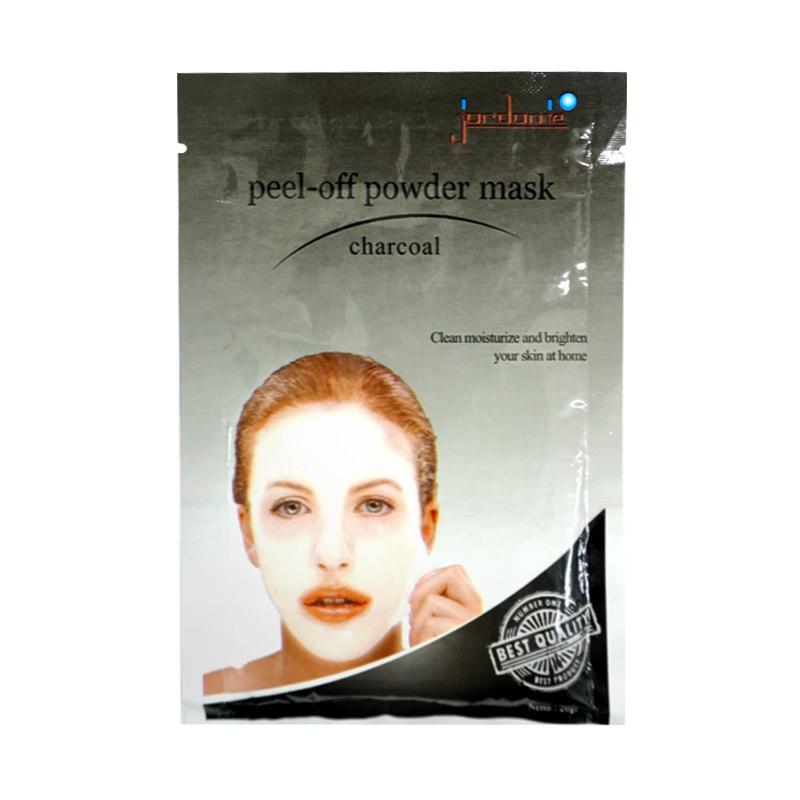 jordanie
peel-off powder mask
charcoal
Clean moisturize and brighten
your skin at home
NUMBER ONE
BEST QUALITY
BEST PRODUCT
Netto : 20gr